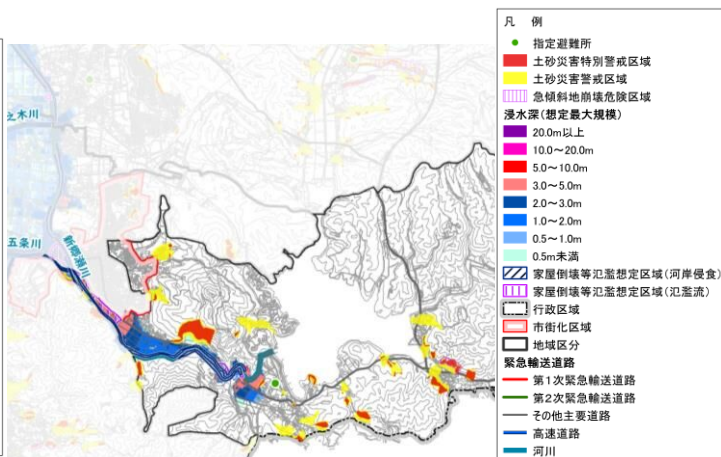 之木川
五条川
新郷瀬川
凡 例
指定避難所
土砂災害特別警戒区域
土砂災害警戒区域
急傾斜地崩壊危険区域
浸水深(想定最大規模)
20.0m以上
10.0～20.0m
5.0～10.0m
3.0～5.0m
2.0～3.0m
1.0～2.0m
0.5～1.0m
0.5m未満
家屋倒壊等氾濫想定区域(河岸侵食)
家屋倒壊等氾濫想定区域(氾濫流)
行政区域
市街化区域
地域区分
緊急輸送道路
第1次緊急輸送道路
第2次緊急輸送道路
その他主要道路
高速道路
河川